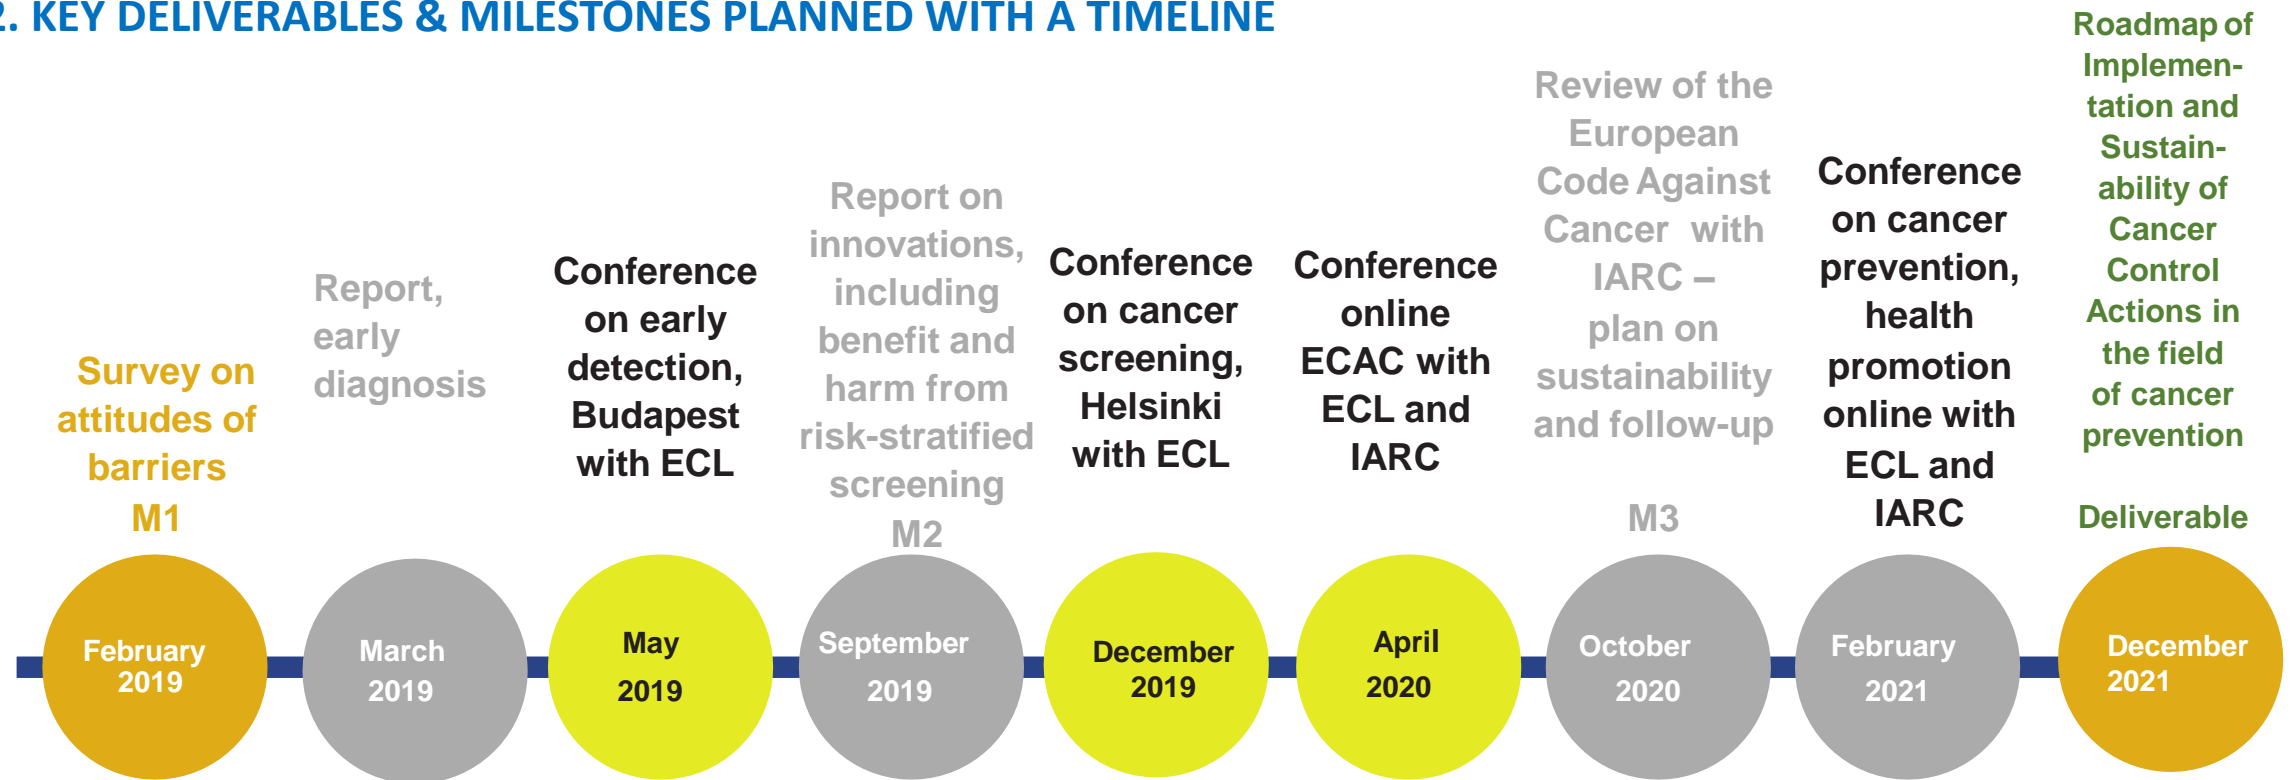 2. KEY DELIVERABLES & MILESTONES PLANNED WITH A TIMELINE
Survey on
attitudes of
barriers
M1
February
2019
Report,
early
diagnosis
March
2019
Conference
on early
detection,
Budapest
with ECL
May
2019
Report on
innovations,
including
benefit and
harm from
risk-stratified
screening
M2
September
2019
Conference
on cancer
screening,
Helsinki
with ECL
December
2019
Conference
online
ECAC with
ECL and
IARC
April
2020
Review of the
European
Code Against
Cancer with
IARC –
plan on
sustainability
and follow-up
M3
October
2020
Conference
on cancer
prevention,
health
promotion
online with
ECL and
IARC
February
2021
Roadmap of
Implemen-
tation and
Sustain-
ability of
Cancer
Control
Actions in
the field
of cancer
prevention
Deliverable
December
2021